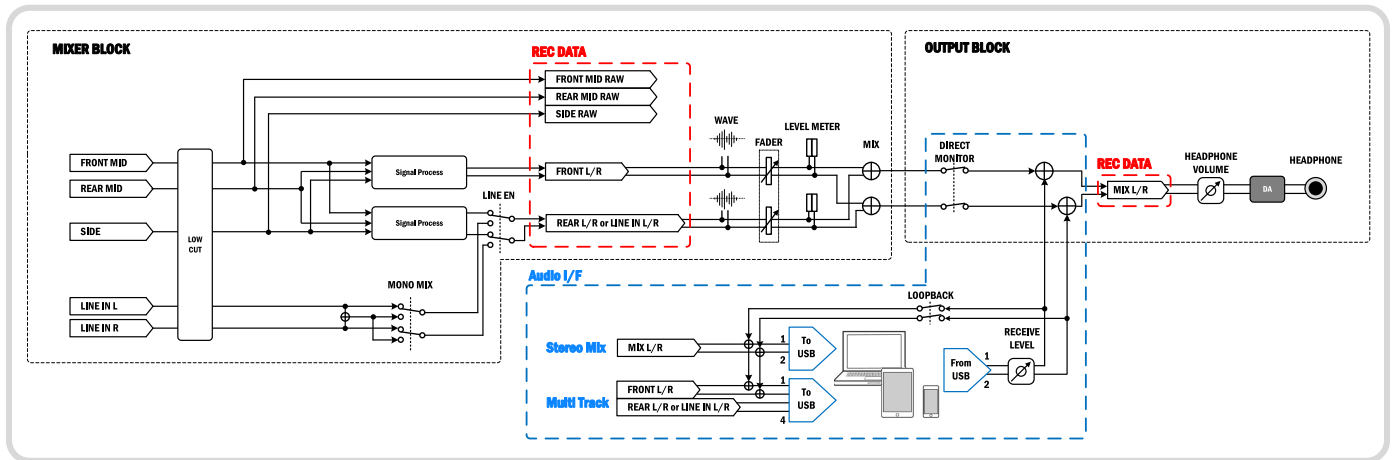 MIXER BLOCK
OUTPUT BLOCK
REC DATA
FRONT MID RAW
REAR MID RAW
SIDE RAW
WAVE
FADER
LEVEL METER
MIX
DIRECT
MONITOR
REC DATA
HEADPHONE
VOLUME
HEADPHONE
FRONT MID
REAR MID
SIDE
LOW
CUT
Signal Process
Signal Process
LINE EN
FRONT L/R
REAR L/R or LINE IN L/R
MIX L/R
DA
MONO MIX
LINE IN L
LINE IN R
Audio I/F
LOOPBACK
Stereo Mix
MIX L/R
1
2
To
USB
Multi Track
FRONT L/R
REAR L/R or LINE IN L/R
1
4
To
USB
From
USB
1
2
RECEIVE
LEVEL